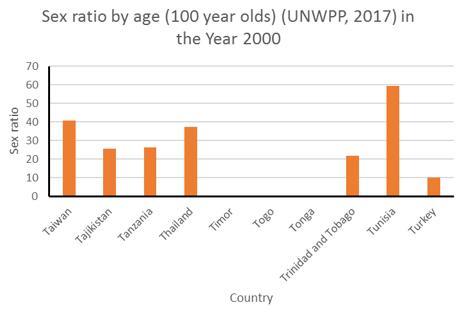 Sex ratio by age (100 year olds) (UNWPP, 2017) in
the Year 2000
70
60
50
40
30
20
10
0
Sex ratio
Taiwan
Tajikistan
Tanzania
Thailand
Timor
Togo
Tonga
Trinidad and Tobago
Tunisia
Turkey
Country